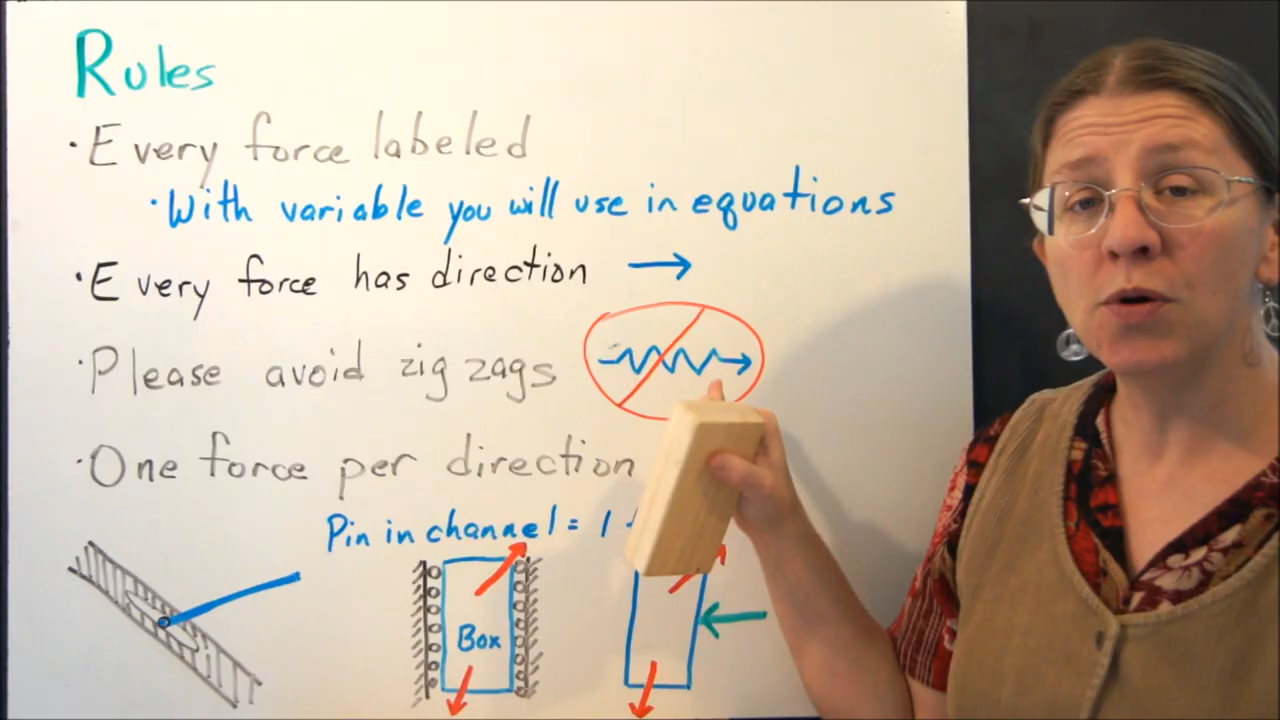 Rules
· Every force labeled
· With variable you will use in equations
· Every force has direction →
· Please avoid zig zags
· One force per direction
Pin in channel = 1
Box